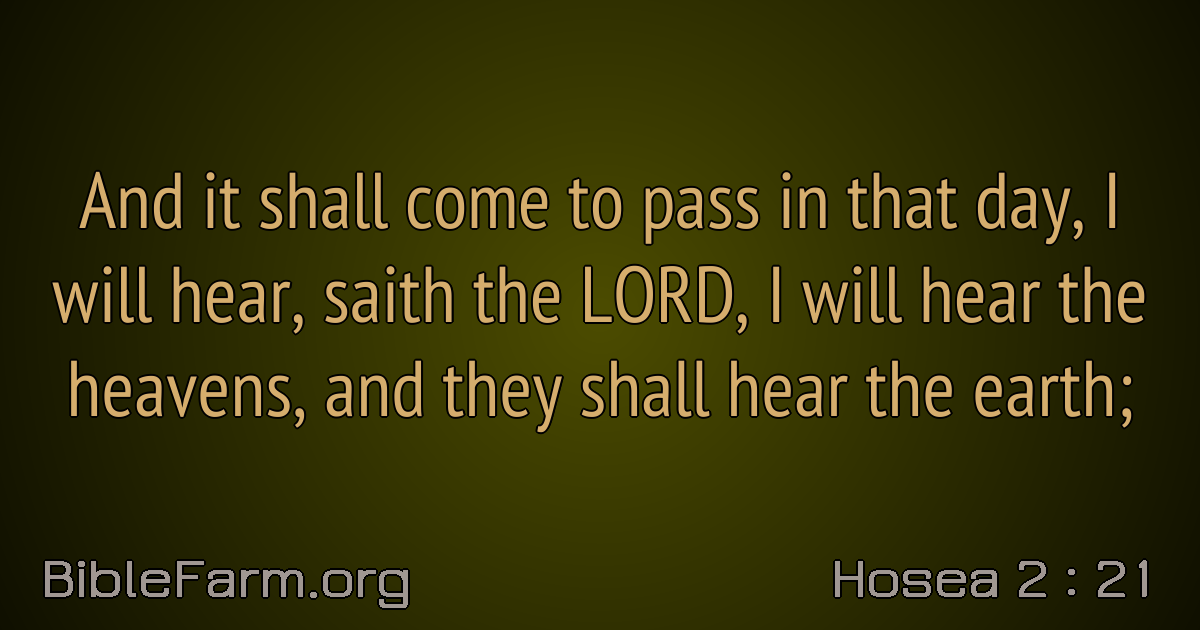 And it shall come to pass in that day, I
will hear, saith the LORD, I will hear the
heavens, and they shall hear the earth;
BibleFarm.org
Hosea 2 : 21